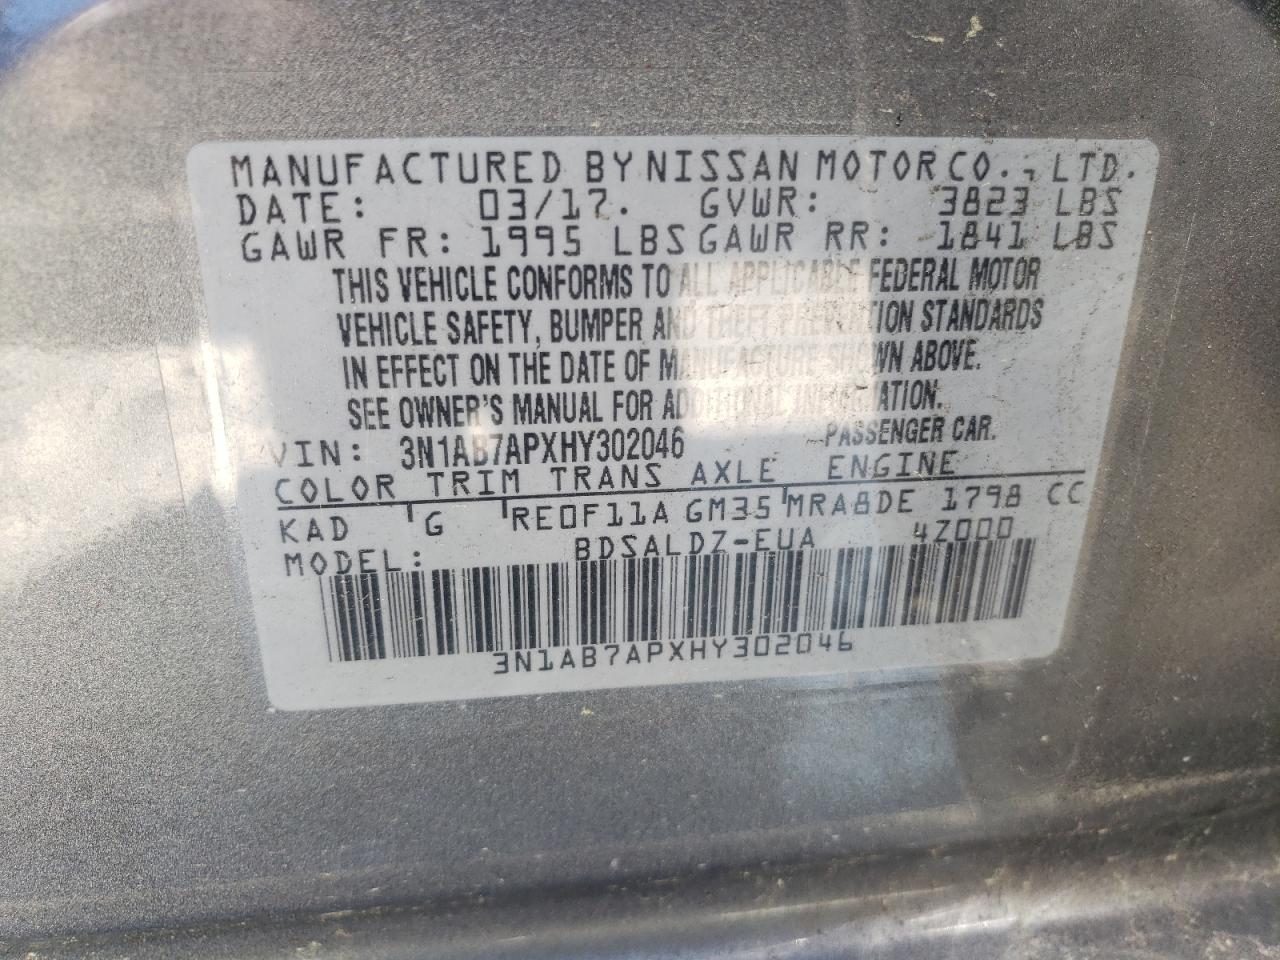 MANUFACTURED BY NISSAN MOTOR CO., LTD.
DATE: 03/17. GVWR: 3823 LBS
GAWR FR: 1995 LBS GAWR RR: 1841 LBS
THIS VEHICLE CONFORMS TO ALL APPLICABLE FEDERAL MOTOR
VEHICLE SAFETY, BUMPER AND THEFT PREVENTION STANDARDS
IN EFFECT ON THE DATE OF MANUFACTURE SHOWN ABOVE.
SEE OWNER'S MANUAL FOR ADDITIONAL INFORMATION.
VIN: 3N1AB7APXHY302046 PASSENGER CAR.
COLOR TRIM TRANS AXLE ENGINE
KAD G RE0F11A GM35 MRA8DE 1798 CC
MODEL: BDSALDZ-EUA 4Z000
3N1AB7APXHY302046